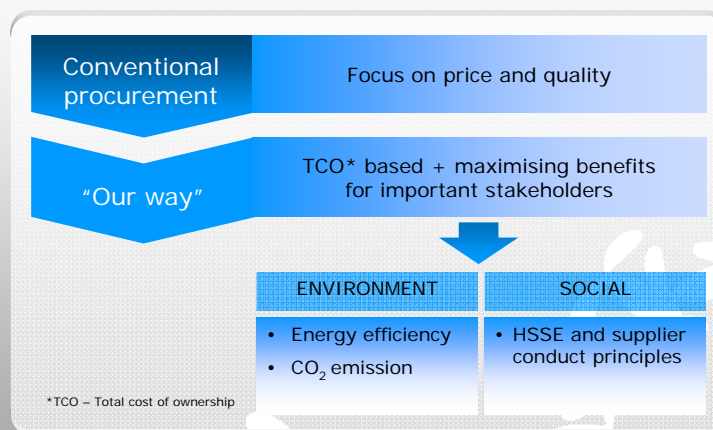 Conventional
procurement
Focus on price and quality
“Our way”
TCO* based + maximising benefits
for important stakeholders
ENVIRONMENT
SOCIAL
• Energy efficiency
• CO₂ emission
• HSSE and supplier
conduct principles
*TCO – Total cost of ownership